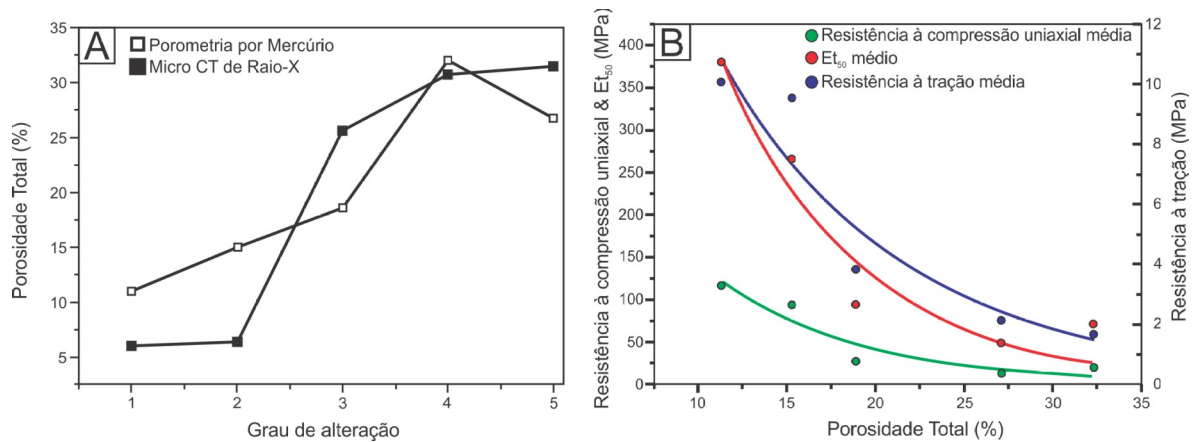 A
Porometria por Mercúrio
Micro CT de Raio-X
Porosidade Total (%)
35
30
25
20
15
10
5
1
2
3
4
5
Grau de alteração
B
Resistência à compressão uniaxial média
Et50 médio
Resistência à tração média
Resistência à compressão uniaxial & Et50 (MPa)
400
350
300
250
200
150
100
50
0
12
10
8
6
4
2
0
Resistência à tração (MPa)
10
15
20
25
30
35
Porosidade Total (%)